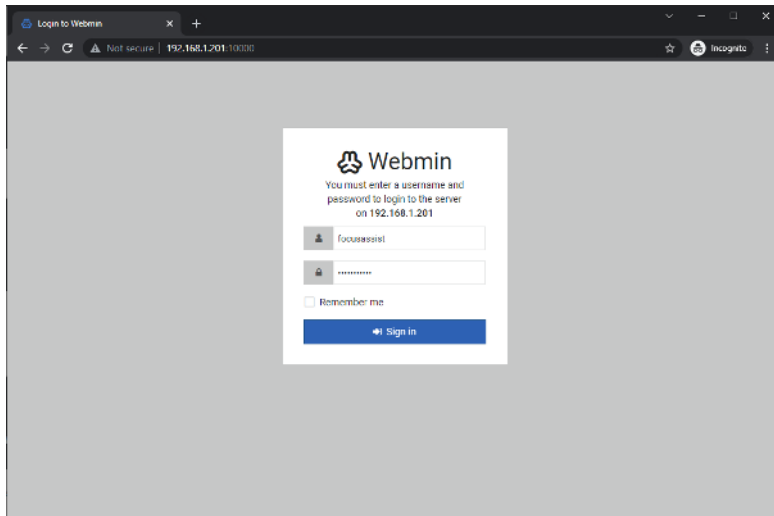 Login to Webmin
Not secure | 192.168.1.201:10000
Incognito
Webmin
You must enter a username and
password to login to the server
on 192.168.1.201
focusassist
Remember me
Sign in